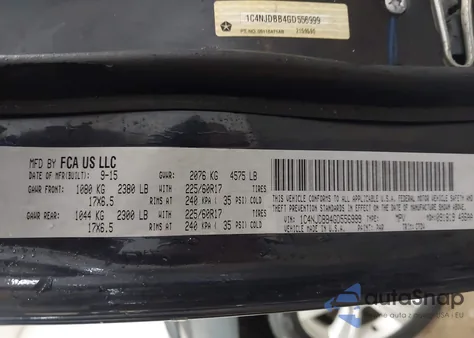 1C4NJDBB4GD556999
MFD BY FCA US LLC
DATE OF MFR(BUILT): 9-15 GVWR: 2076 KG 4575 LB
GAWR FRONT: 1080 KG 2380 LB WITH 225/60R17 TIRES
17X6.5 RIMS AT 240 KPA ( 35 PSI) COLD
GAWR REAR: 1044 KG 2300 LB WITH 225/60R17 TIRES
17X6.5 RIMS AT 240 KPA ( 35 PSI) COLD
THIS VEHICLE CONFORMS TO ALL APPLICABLE U.S.A. FEDERAL MOTOR VEHICLE
SAFETY, BUMPER AND THEFT PREVENTION
STANDARDS IN EFFECT ON THE DATE OF MANUFACTURE SHOWN ABOVE.
VIN: 1C4NJDBB4GD556999 TYPE: MPV
VEHICLE MADE IN U.S.A. PAINT: TRIM:
autoSnap